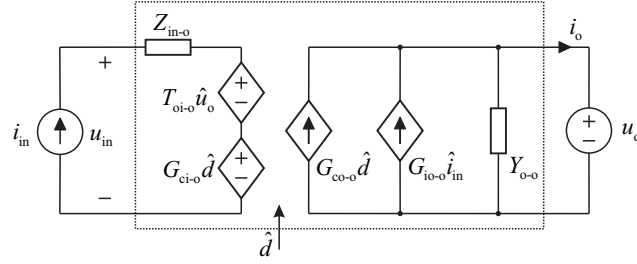 Z_in-o
i_o
+
+
−
T_oi-o û_o
i_in
u_in
G_ci-o d̂
+
−
G_co-o d̂
G_io-o î_in
Y_o-o
+
−
u_o
−
d̂